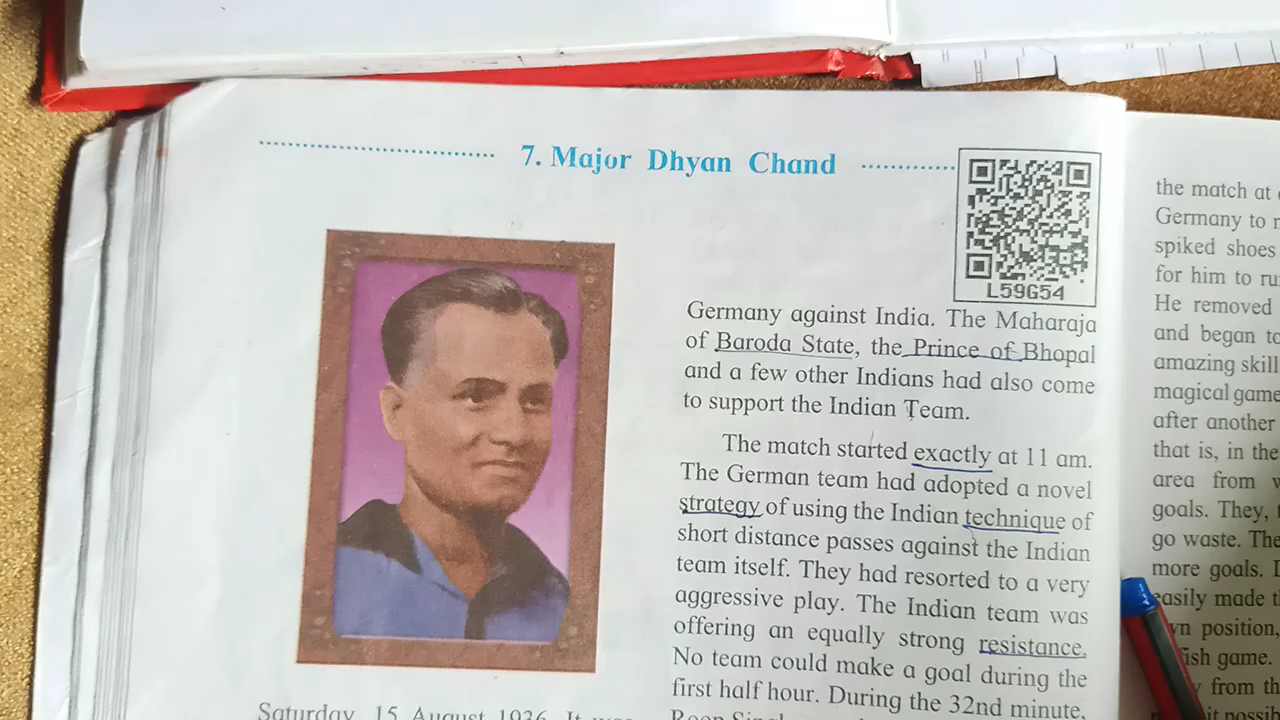 7. Major Dhyan Chand
L59G54
Saturday, 15 August 1936. It was
Germany against India. The Maharaja
of Baroda State, the Prince of Bhopal
and a few other Indians had also come
to support the Indian Team.
The match started exactly at 11 am.
The German team had adopted a novel
strategy of using the Indian technique of
short distance passes against the Indian
team itself. They had resorted to a very
aggressive play. The Indian team was
offering an equally strong resistance.
No team could make a goal during the
first half hour. During the 32nd minute,
Roop Singh
the match at
Germany to
spiked shoes
for him to
He removed
and began
amazing skill
magical game
after another
that is, in the
area from
goals. They,
go waste. The
more goals.
easily made
position,
game.
from